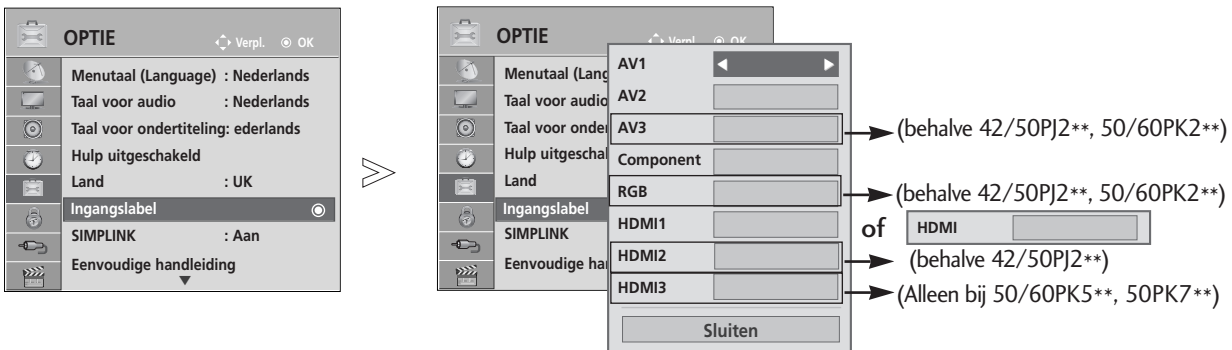 OPTIE
Verpl. OK
Menutaal (Language) : Nederlands
Taal voor audio : Nederlands
Taal voor ondertiteling: ederlands
Hulp uitgeschakeld
Land : UK
Ingangslabel
SIMPLINK : Aan
Eenvoudige handleiding
OPTIE
Verpl. OK
Menutaal (Lang
Taal voor audio
Taal voor onder
Hulp uitgeschal
Land
Ingangslabel
SIMPLINK
Eenvoudige ha
AV1
AV2
AV3 (behalve 42/50PJ2**, 50/60PK2**)
Component
RGB (behalve 42/50PJ2**, 50/60PK2**)
HDMI1 of HDMI
HDMI2 (behalve 42/50PJ2**)
HDMI3 (Alleen bij 50/60PK5**, 50PK7**)
Sluiten